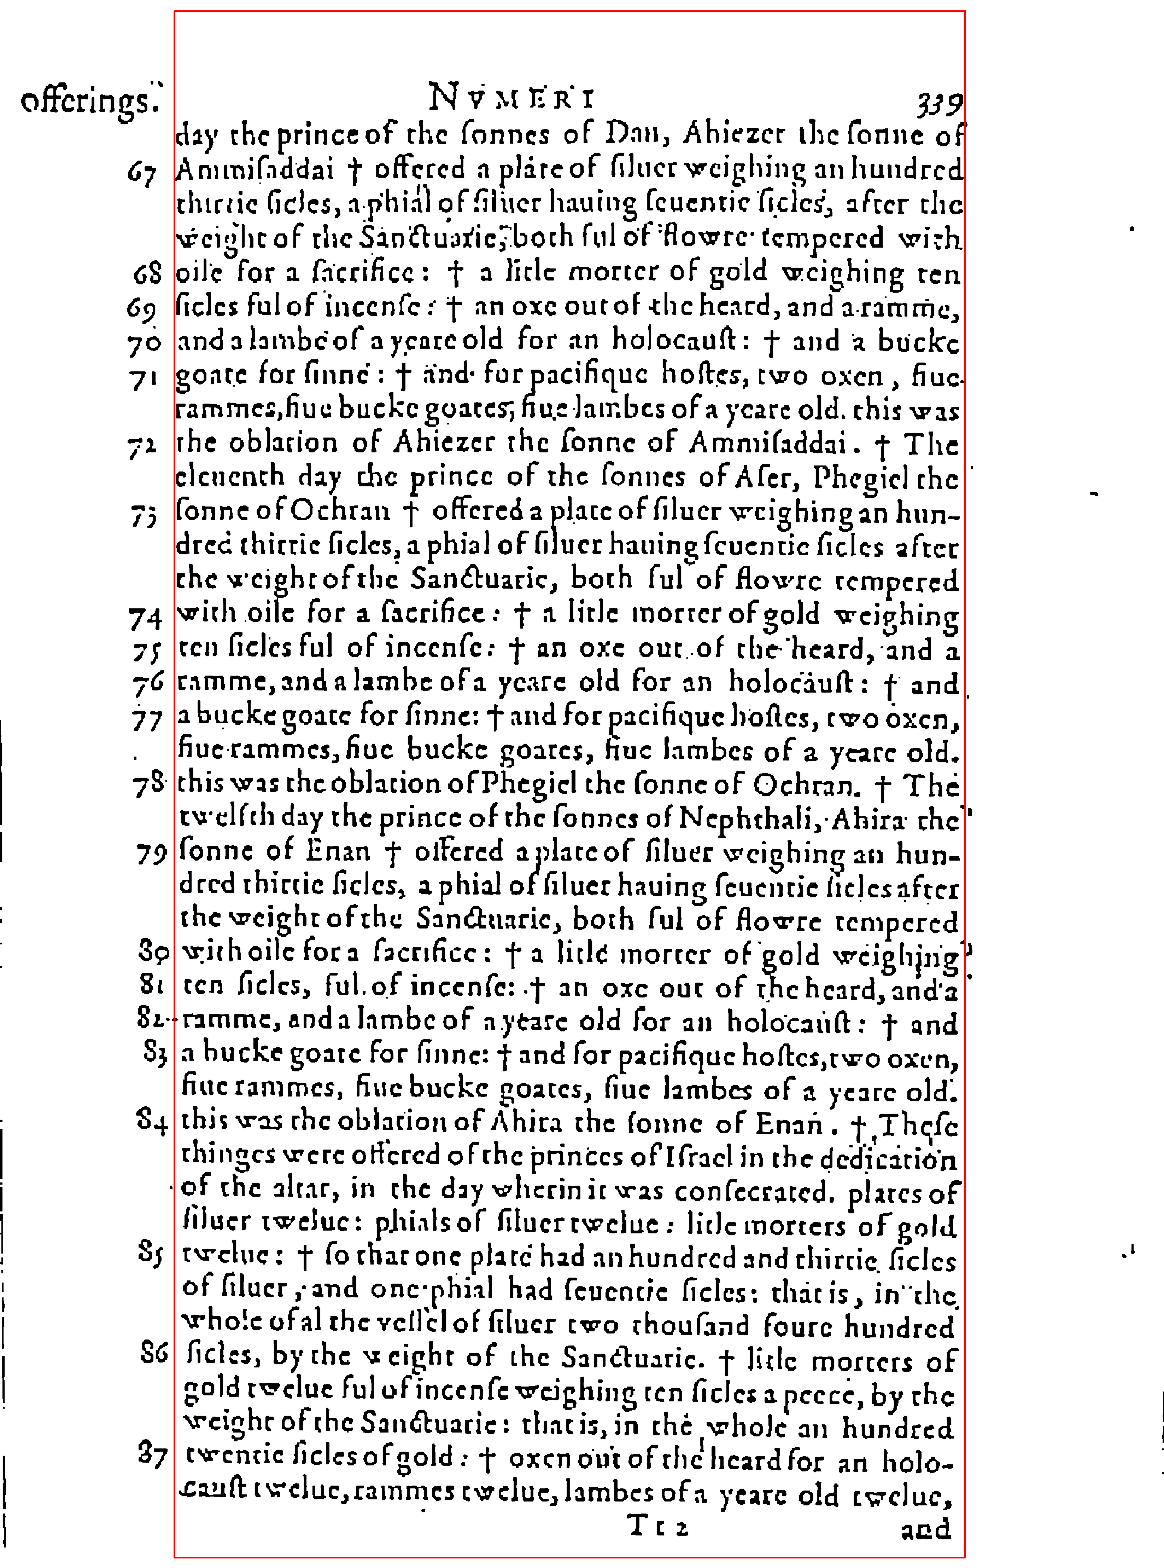 offerings. NVMERI 339
day the prince of the ſonnes of Dan, Ahiezer the ſonne of
67 Ammiſaddai † offered a plate of ſiluer weighing an hundred
thirtie ſicles, a phial of ſiluer hauing ſeuentie ſicles, after the
weight of the Sanctuarie, both ful of flowre tempered with
68 oile for a ſacrifice: † a litle morter of gold weighing ten
69 ſicles ful of incenſe: † an oxe out of the heard, and a ramme,
70 and a lambe of a yeare old for an holocauſt: † and a bucke
71 goate for ſinne: † and for pacifique hoſtes, two oxen, fiue
rammes, fiue bucke goates, fiue lambes of a yeare old. this was
72 the oblation of Ahiezer the ſonne of Ammiſaddai. † The
eleuenth day the prince of the ſonnes of Aſer, Phegiel the
73 ſonne of Ochran † offered a plate of ſiluer weighing an hun-
dred thirtie ſicles, a phial of ſiluer hauing ſeuentie ſicles after
the weight of the Sanctuarie, both ful of flowre tempered
74 with oile for a ſacrifice: † a litle morter of gold weighing
75 ten ſicles ful of incenſe: † an oxe out of the heard, and a
76 ramme, and a lambe of a yeare old for an holocauſt: † and
77 a bucke goate for ſinne: † and for pacifique hoſtes, two oxen,
fiue rammes, fiue bucke goates, fiue lambes of a yeare old.
78 this was the oblation of Phegiel the ſonne of Ochran. † The
twelfth day the prince of the ſonnes of Nephthali, Ahira the
79 ſonne of Enan † offered a plate of ſiluer weighing an hun-
dred thirtie ſicles, a phial of ſiluer hauing ſeuentie ſicles after
the weight of the Sanctuarie, both ful of flowre tempered
80 with oile for a ſacrifice: † a litle morter of gold weighing
81 ten ſicles, ful of incenſe: † an oxe out of the heard, and a
82 ramme, and a lambe of a yeare old for an holocauſt: † and
83 a bucke goate for ſinne: † and for pacifique hoſtes, two oxen,
fiue rammes, fiue bucke goates, fiue lambes of a yeare old.
84 this was the oblation of Ahira the ſonne of Enan. † Theſe
thinges were offered of the princes of Iſrael in the dedication
of the altar, in the day wherin it was conſecrated. plates of
ſiluer twelue: phials of ſiluer twelue: litle morters of gold
85 twelue: † ſo that one plate had an hundred and thirtie ſicles
of ſiluer, and one phial had ſeuentie ſicles: that is, in the
whole of al the veſſel of ſiluer two thouſand foure hundred
86 ſicles, by the weight of the Sanctuarie. † litle morters of
gold twelue ful of incenſe weighing ten ſicles a peece, by the
weight of the Sanctuarie: that is, in the whole an hundred
87 twentie ſicles of gold: † oxen out of the heard for an holo-
cauſt twelue, rammes twelue, lambes of a yeare old twelue,
Tt 2 and